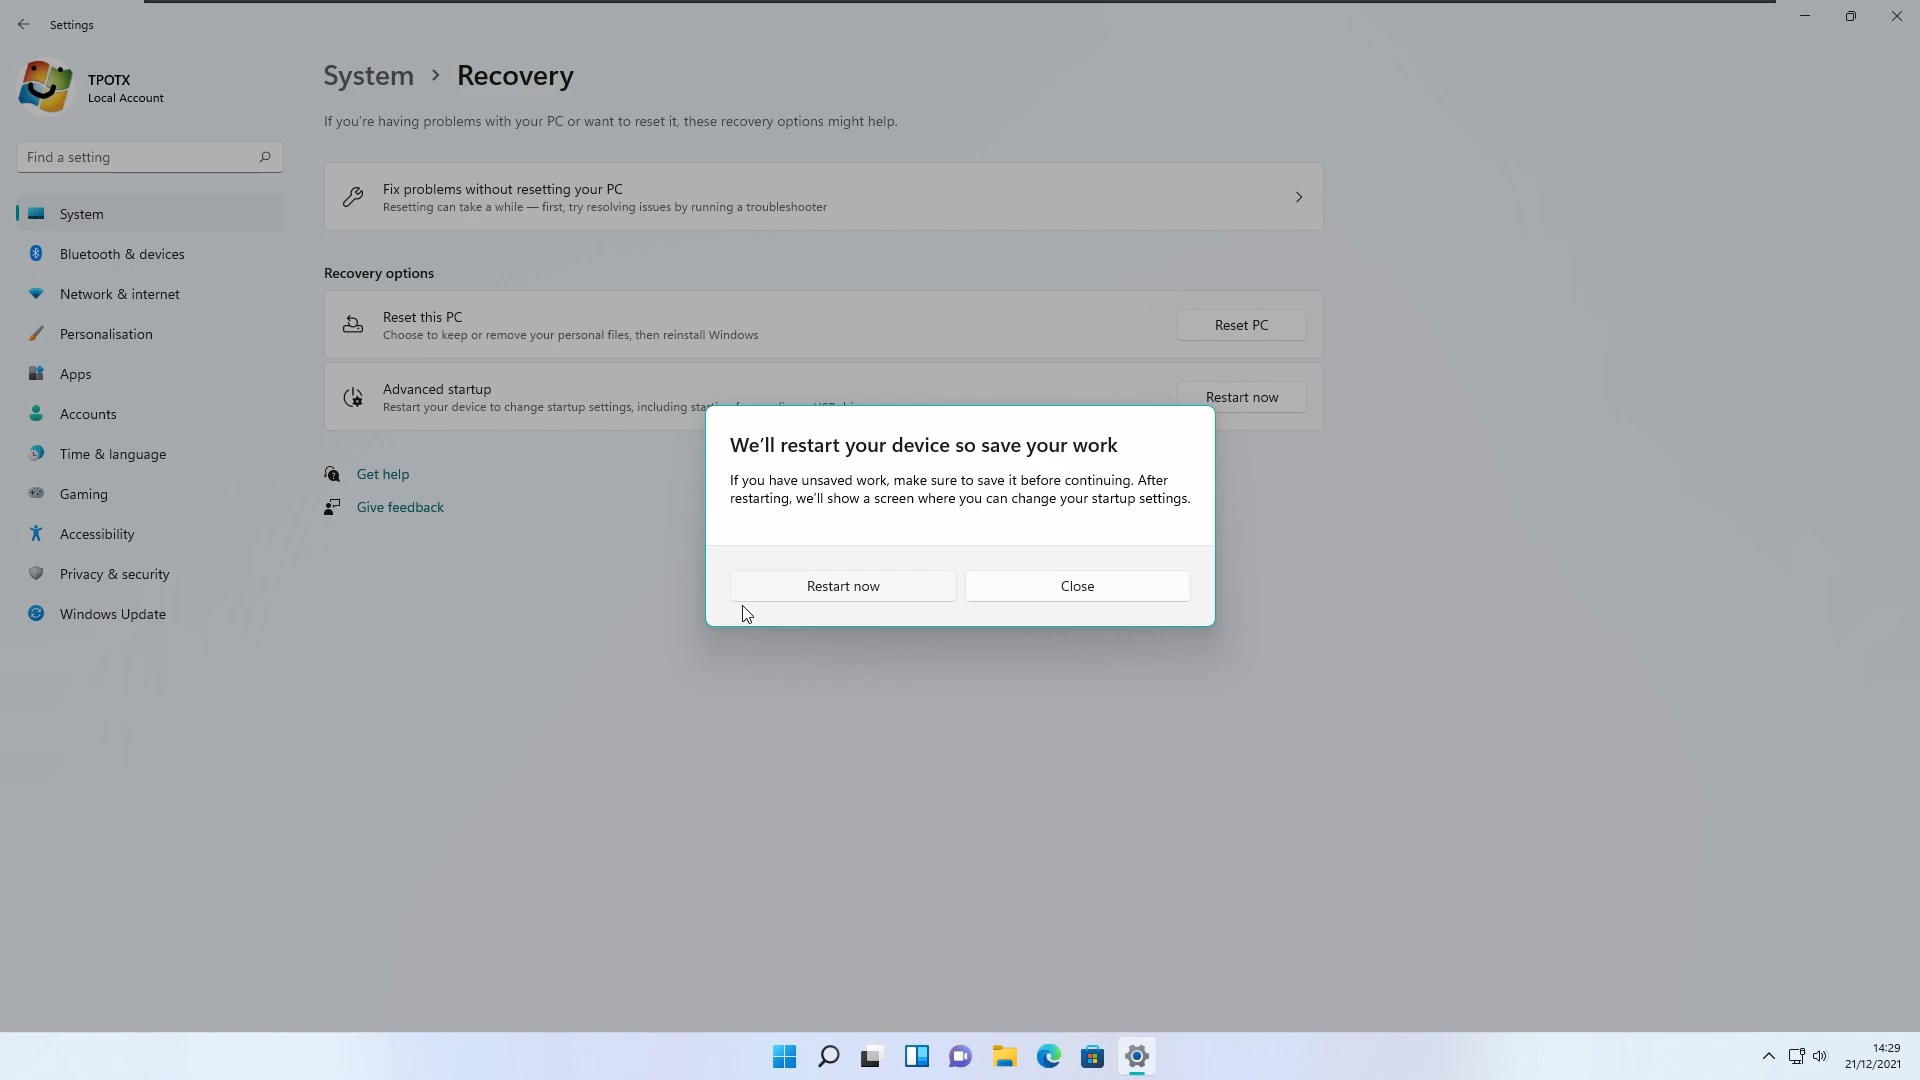 Settings
TPOTX
Local Account
Find a setting
System
Bluetooth & devices
Network & internet
Personalisation
Apps
Accounts
Time & language
Gaming
Accessibility
Privacy & security
Windows Update
System > Recovery
If you're having problems with your PC or want to reset it, these recovery options might help.
Fix problems without resetting your PC
Resetting can take a while — first, try resolving issues by running a troubleshooter
Recovery options
Reset this PC
Choose to keep or remove your personal files, then reinstall Windows
Reset PC
Advanced startup
Restart your device to change startup settings, including
Restart now
Get help
Give feedback
We'll restart your device so save your work
If you have unsaved work, make sure to save it before continuing. After
restarting, we'll show a screen where you can change your startup settings.
Restart now
Close
14:29
21/12/2021